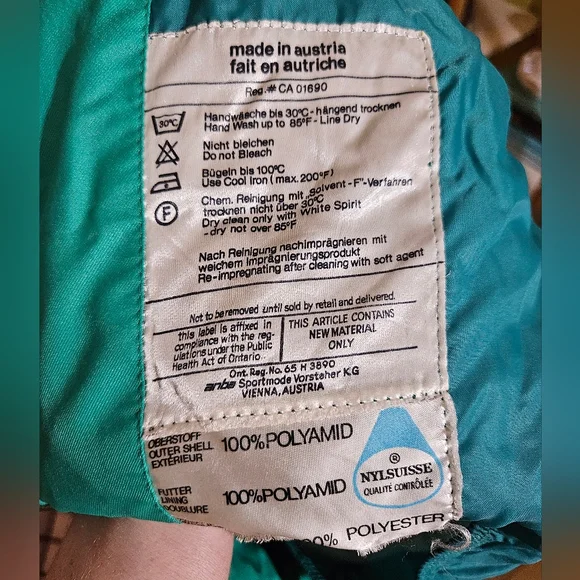 made in austria
fait en autriche
Reg.# CA 01690
30°C
Handwäsche bis 30°C - hängend trocknen
Hand Wash up to 85°F - Line Dry
Nicht bleichen
Do not Bleach
Bügeln bis 100°C
Use Cool iron (max. 200°F)
F
Chem. Reinigung mit „Solvent - F"-Verfahren
trocknen nicht über 30°C
Dry clean only with White Spirit
-dry not over 85°F
Nach Reinigung nachimprägnieren mit
weichem Imprägnierungsprodukt
Re-impregnating after cleaning with soft agent
Not to be removed until sold by retail and delivered.
this label is affixed in
compliance with the reg-
ulations under the Public
Health Act of Ontario.
THIS ARTICLE CONTAINS
NEW MATERIAL
ONLY
Ont. Reg. No. 65 H 3890
anba Sportmode Vorsteher KG
VIENNA, AUSTRIA
OBERSTOFF
OUTER SHELL
EXTÉRIEUR
100% POLYAMID
FUTTER
LINING
DOUBLURE
100% POLYAMID
® NYLSUISSE
QUALITÉ CONTRÔLÉE
0% POLYESTER